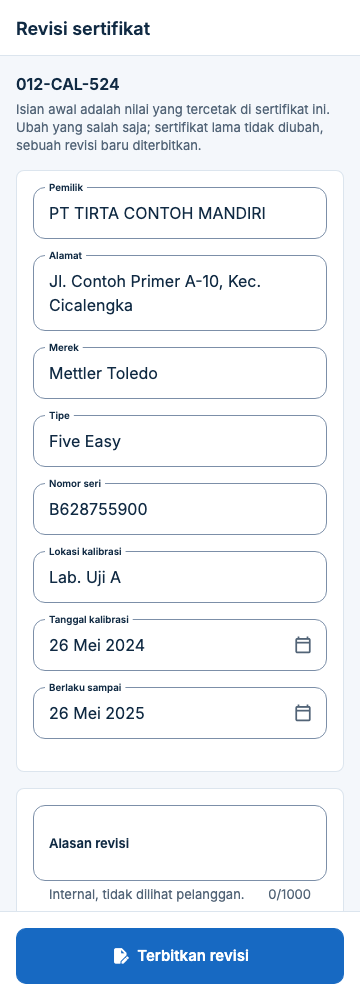 Revisi sertifikat
012-CAL-524
Isian awal adalah nilai yang tercetak di sertifikat ini.
Ubah yang salah saja; sertifikat lama tidak diubah,
sebuah revisi baru diterbitkan.
Pemilik
PT TIRTA CONTOH MANDIRI
Alamat
Jl. Contoh Primer A-10, Kec.
Cicalengka
Merek
Mettler Toledo
Tipe
Five Easy
Nomor seri
B628755900
Lokasi kalibrasi
Lab. Uji A
Tanggal kalibrasi
26 Mei 2024
Berlaku sampai
26 Mei 2025
Alasan revisi
Internal, tidak dilihat pelanggan. 0/1000
Terbitkan revisi